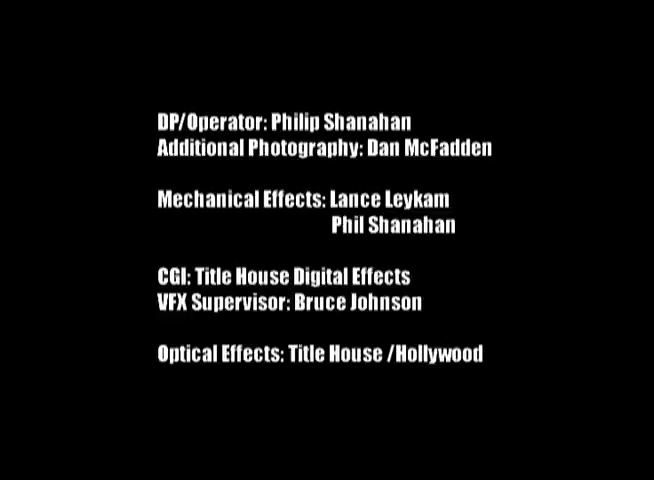 DP/Operator: Philip Shanahan
Additional Photography: Dan McFadden
Mechanical Effects: Lance Leykam
Phil Shanahan
CGI: Title House Digital Effects
VFX Supervisor: Bruce Johnson
Optical Effects: Title House /Hollywood